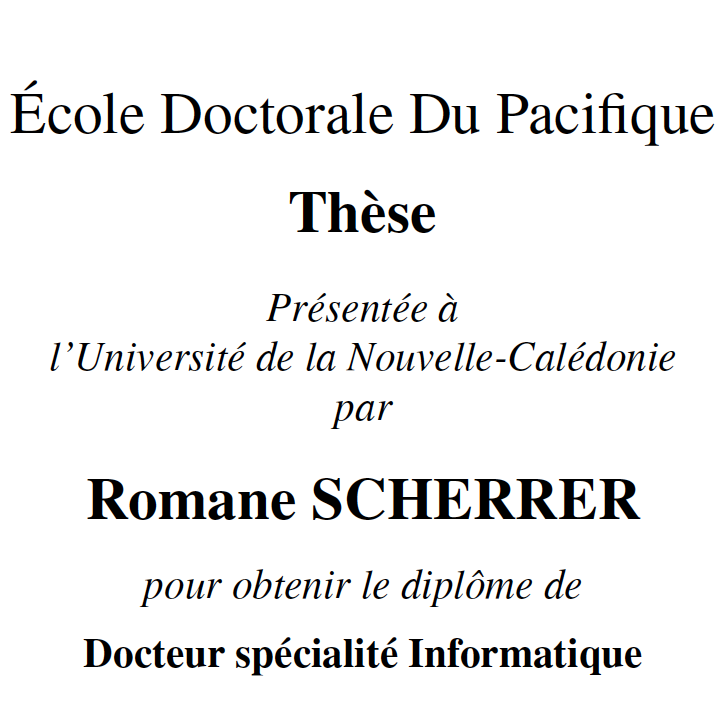 École Doctorale Du Pacifique
Thèse
Présentée à
l’Université de la Nouvelle-Calédonie
par
Romane SCHERRER
pour obtenir le diplôme de
Docteur spécialité Informatique